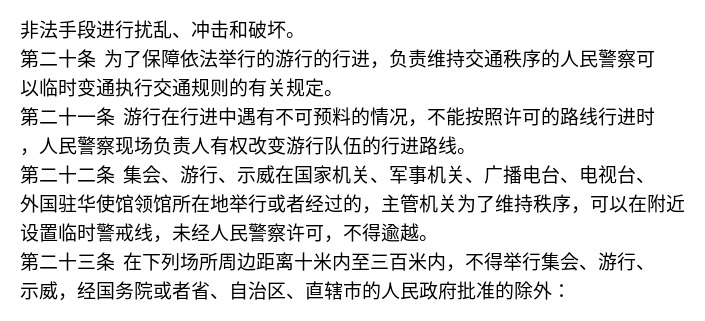 非法手段进行扰乱、冲击和破坏。
第二十条 为了保障依法举行的游行的行进，负责维持交通秩序的人民警察可
以临时变通执行交通规则的有关规定。
第二十一条 游行在行进中遇有不可预料的情况，不能按照许可的路线行进时
，人民警察现场负责人有权改变游行队伍的行进路线。
第二十二条 集会、游行、示威在国家机关、军事机关、广播电台、电视台、
外国驻华使馆领馆所在地举行或者经过的，主管机关为了维持秩序，可以在附近
设置临时警戒线，未经人民警察许可，不得逾越。
第二十三条 在下列场所周边距离十米内至三百米内，不得举行集会、游行、
示威，经国务院或者省、自治区、直辖市的人民政府批准的除外：